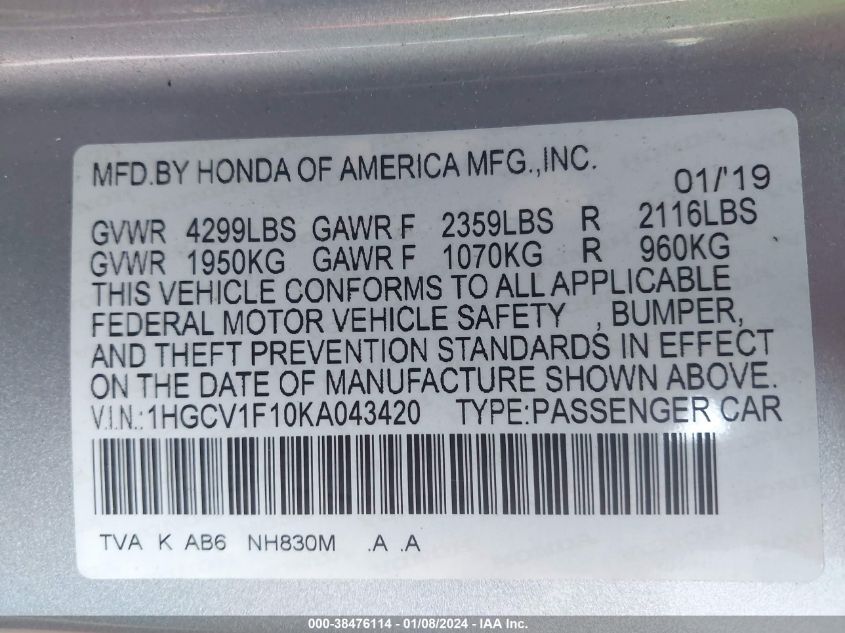 MFD.BY HONDA OF AMERICA MFG.,INC. 01/'19
GVWR 4299LBS GAWR F 2359LBS R 2116LBS
GVWR 1950KG GAWR F 1070KG R 960KG
THIS VEHICLE CONFORMS TO ALL APPLICABLE
FEDERAL MOTOR VEHICLE SAFETY , BUMPER,
AND THEFT PREVENTION STANDARDS IN EFFECT
ON THE DATE OF MANUFACTURE SHOWN ABOVE.
V.I.N.:1HGCV1F10KA043420 TYPE:PASSENGER CAR
TVA K AB6 NH830M .A .A
000-38476114 - 01/08/2024 - IAA Inc.